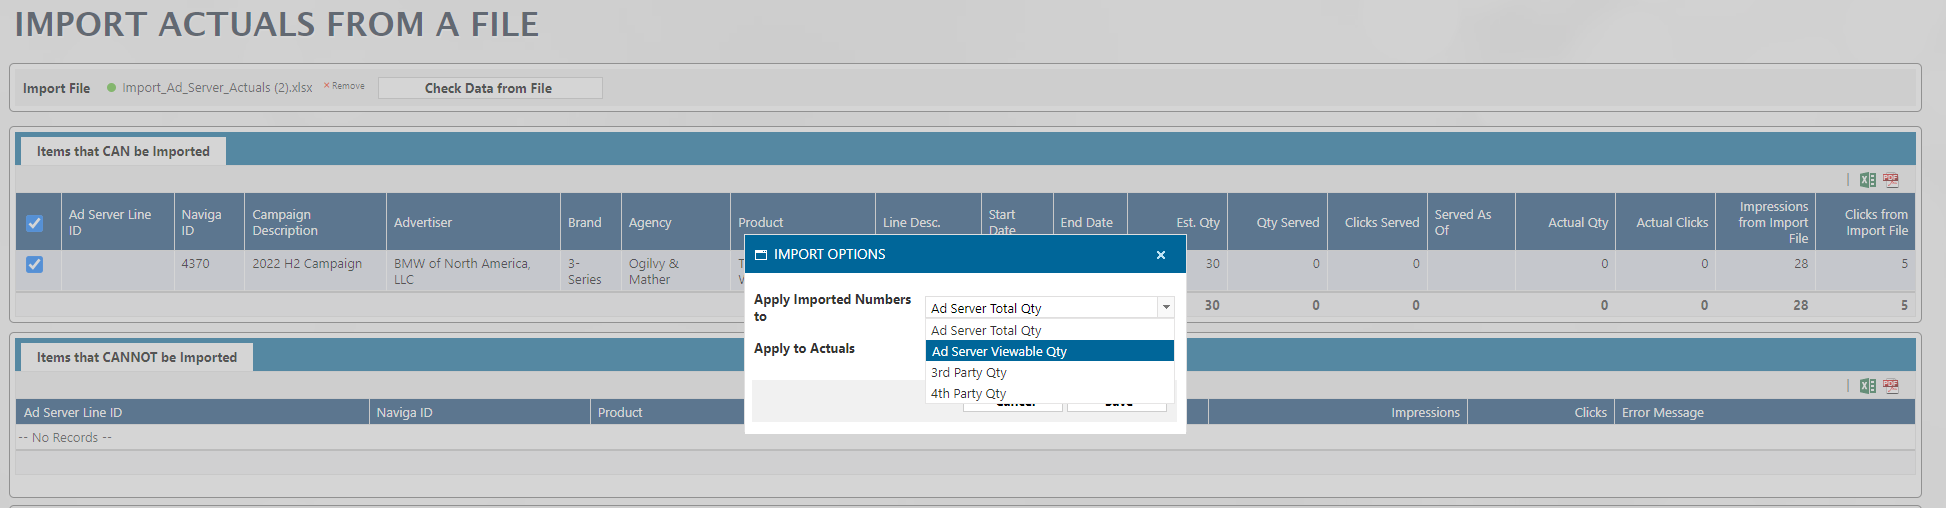 IMPORT ACTUALS FROM A FILE
Import File Import_Ad_Server_Actuals (2).xlsx × Remove Check Data from File
Items that CAN be Imported
Ad Server Line ID Naviga ID Campaign Description Advertiser Brand Agency Product Line Desc. Start Date End Date Est. Qty Qty Served Clicks Served Served As Of Actual Qty Actual Clicks Impressions from Import File Clicks from Import File
4370 2022 H2 Campaign BMW of North America, LLC 3-Series Ogilvy & Mather 30 0 0 0 0 28 5
30 0 0 0 0 28 5
IMPORT OPTIONS ×
Apply Imported Numbers to Ad Server Total Qty
Ad Server Total Qty
Ad Server Viewable Qty
3rd Party Qty
4th Party Qty
Apply to Actuals
Cancel Save
Items that CANNOT be Imported
Ad Server Line ID Naviga ID Product Impressions Clicks Error Message
-- No Records --